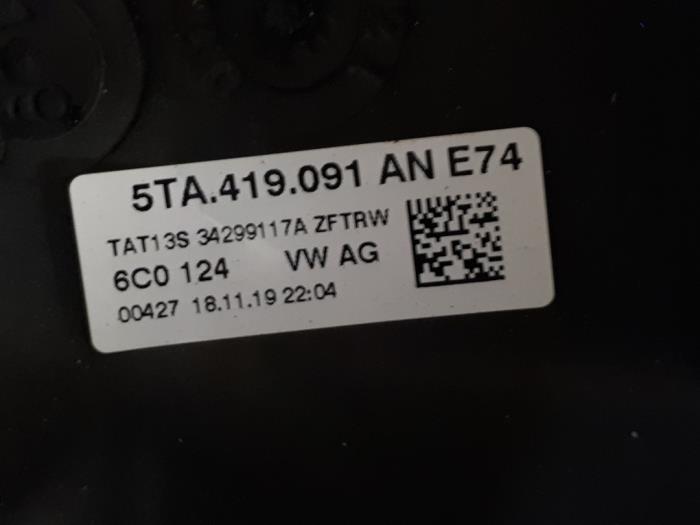 5TA.419.091 AN E74
TAT13S 34299117A ZFTRW
6C0 124 VW AG
00427 18.11.19 22:04